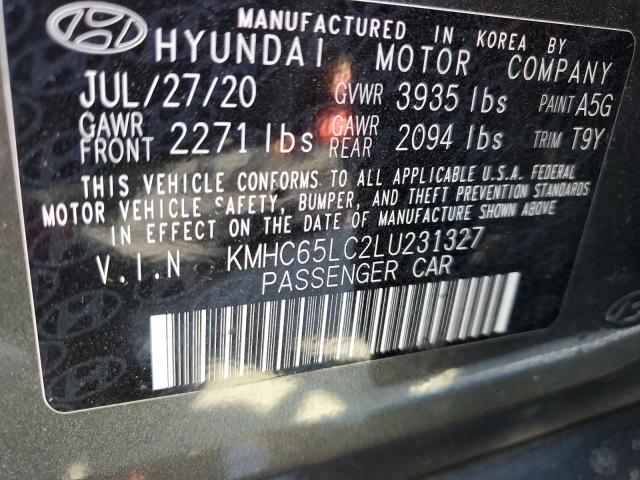 MANUFACTURED IN KOREA BY
HYUNDAI MOTOR COMPANY
JUL/27/20 GVWR 3935 lbs PAINT A5G
GAWR FRONT 2271 lbs GAWR REAR 2094 lbs TRIM T9Y
THIS VEHICLE CONFORMS TO ALL APPLICABLE U.S.A. FEDERAL
MOTOR VEHICLE SAFETY, BUMPER, AND THEFT PREVENTION STANDARDS
IN EFFECT ON THE DATE OF MANUFACTURE SHOWN ABOVE
V.I.N KMHC65LC2LU231327
PASSENGER CAR